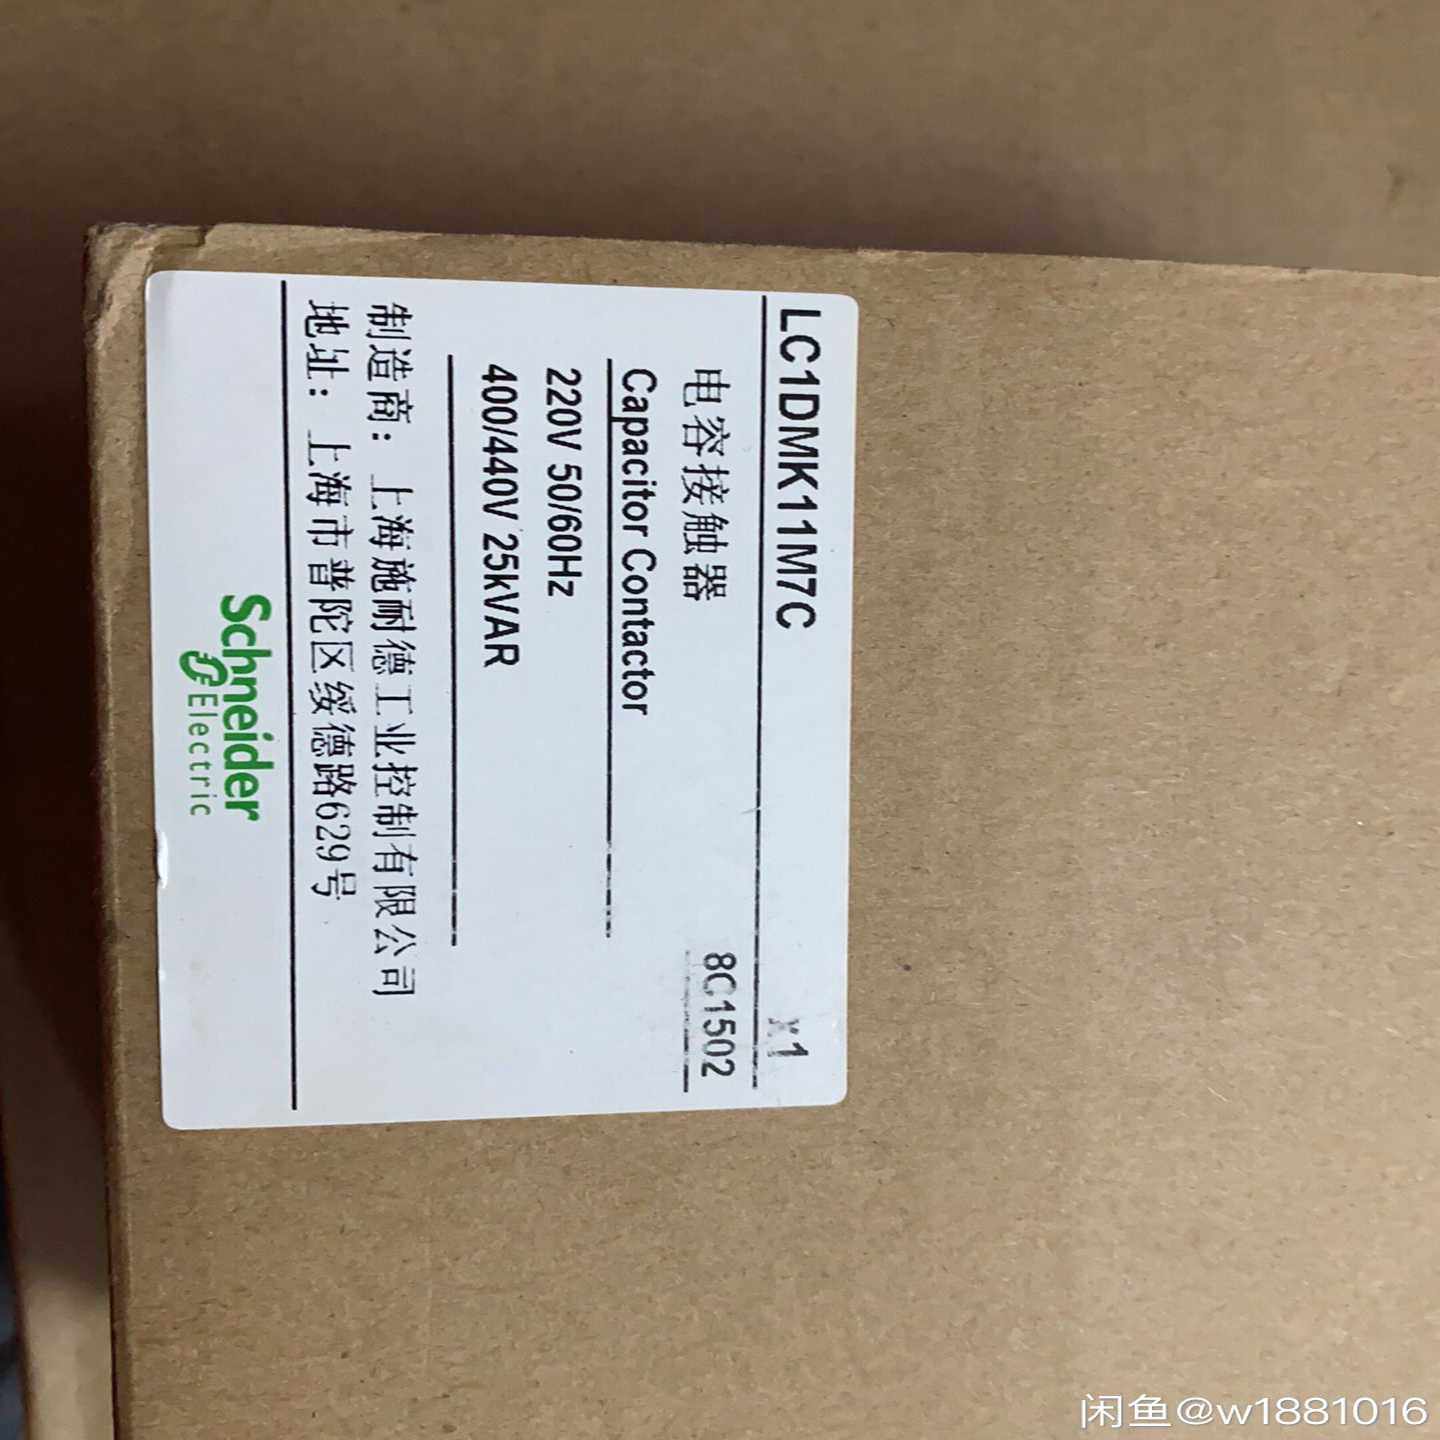 LC1DMK11M7C
x1
电容接触器
8C1502
Capacitor Contactor
220V 50/60Hz
400/440V 25kVAR
制造商：上海施耐德工业控制有限公司
地址：上海市普陀区绥德路629号
Schneider
Electric
闲鱼@w1881016